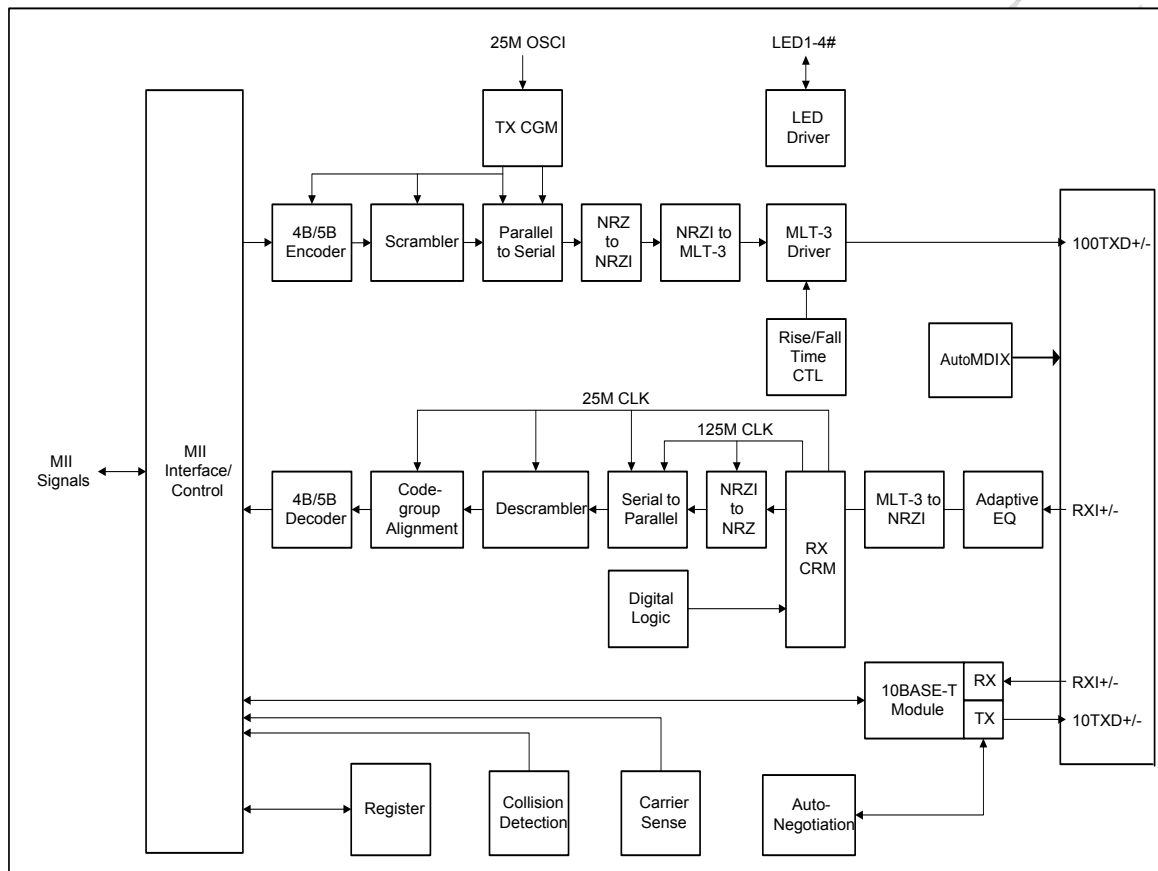 25M OSCI
LED1-4#
TX CGM
LED
Driver
4B/5B
Encoder
Scrambler
Parallel
to Serial
NRZ
to
NRZI
NRZI to
MLT-3
MLT-3
Driver
100TXD+/-
Rise/Fall
Time
CTL
AutoMDIX
25M CLK
125M CLK
MII
Signals
MII
Interface/
Control
4B/5B
Decoder
Code-
group
Alignment
Descrambler
Serial to
Parallel
NRZI
to
NRZ
RX
CRM
MLT-3 to
NRZI
Adaptive
EQ
RXI+/-
Digital
Logic
10BASE-T
Module
RX
TX
RXI+/-
10TXD+/-
Register
Collision
Detection
Carrier
Sense
Auto-
Negotiation